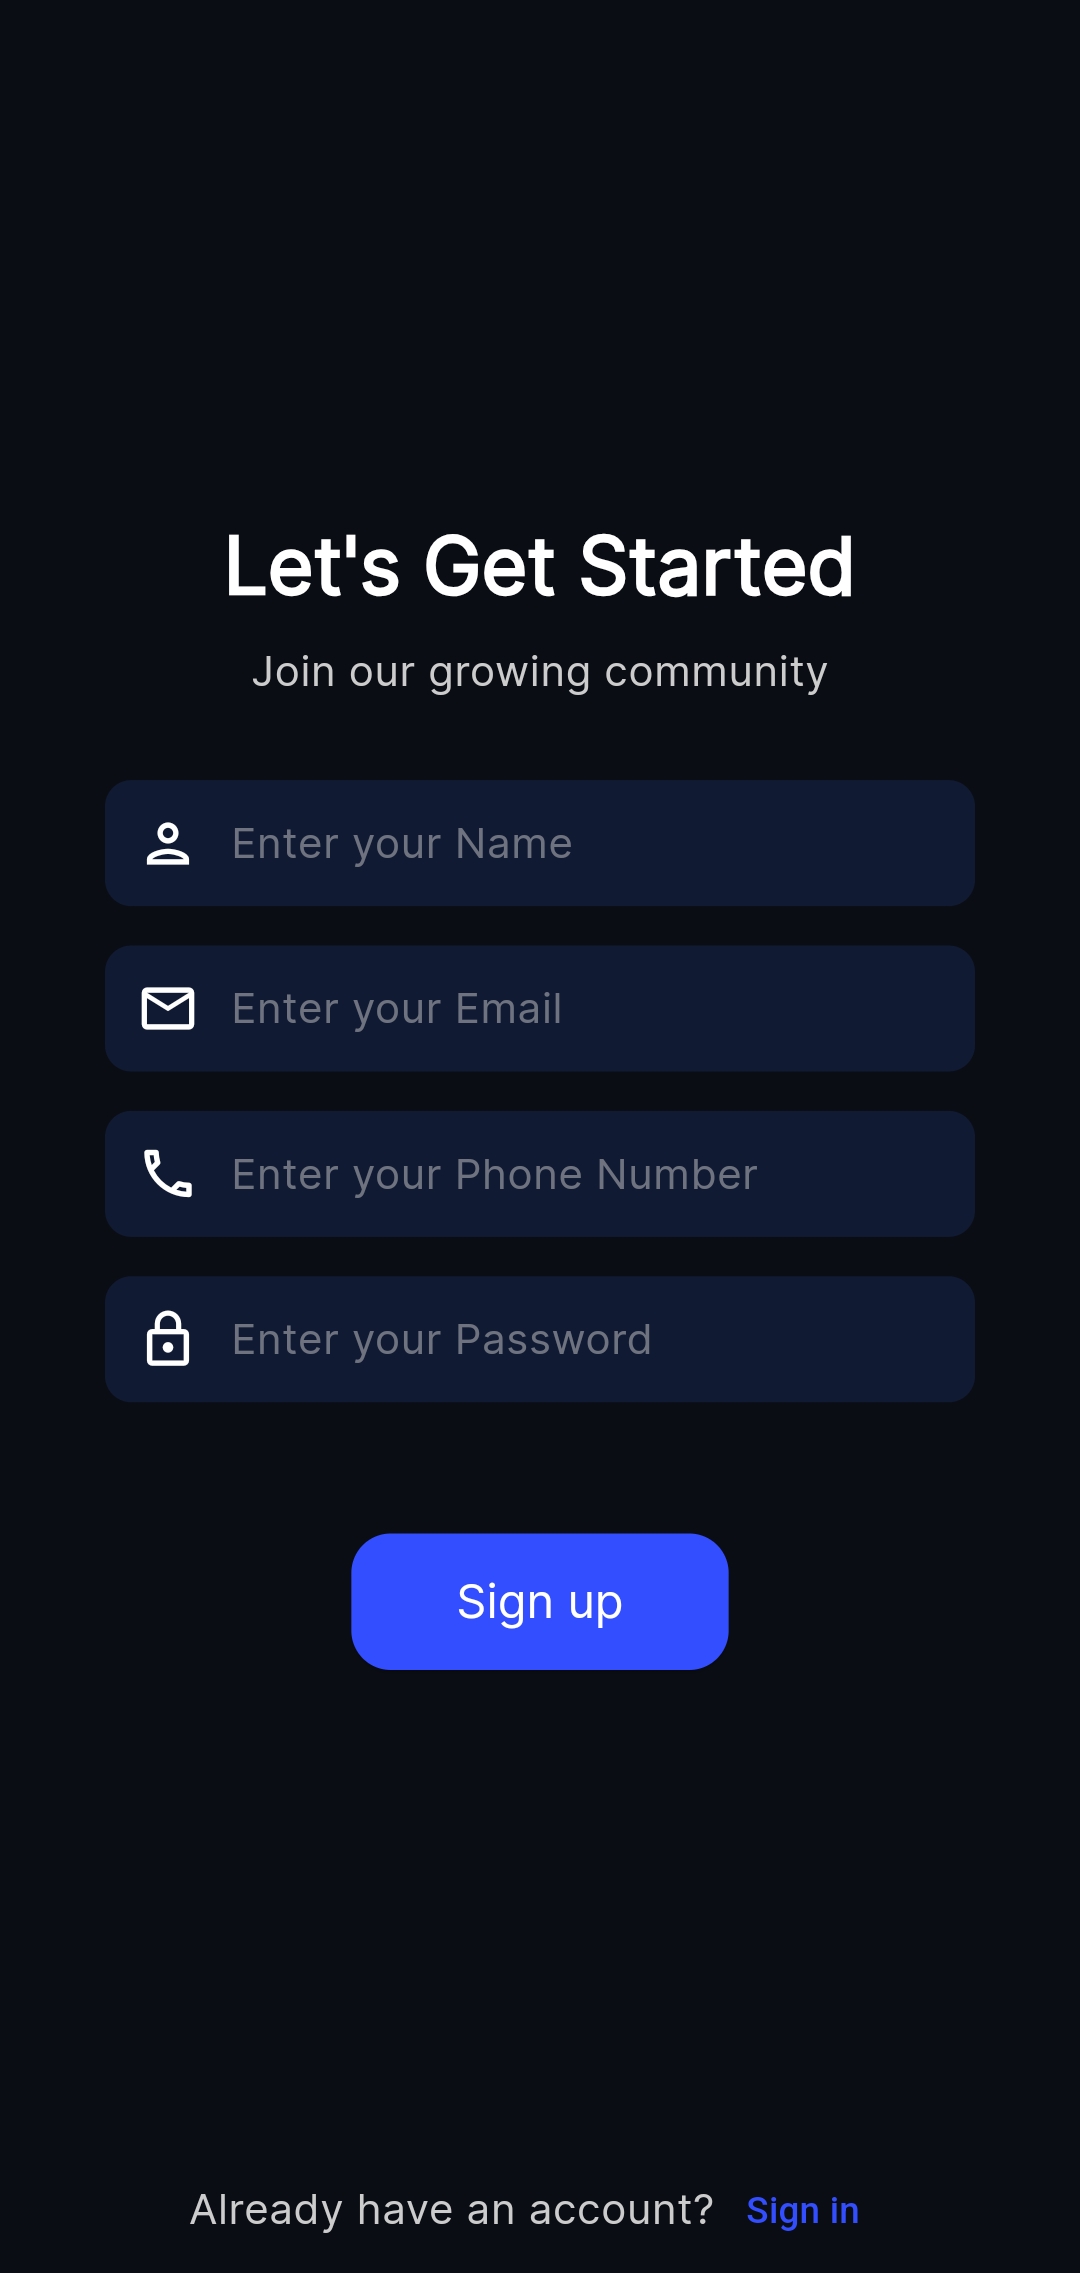 Let's Get Started
Join our growing community
Enter your Name
Enter your Email
Enter your Phone Number
Enter your Password
Sign up
Already have an account? Sign in